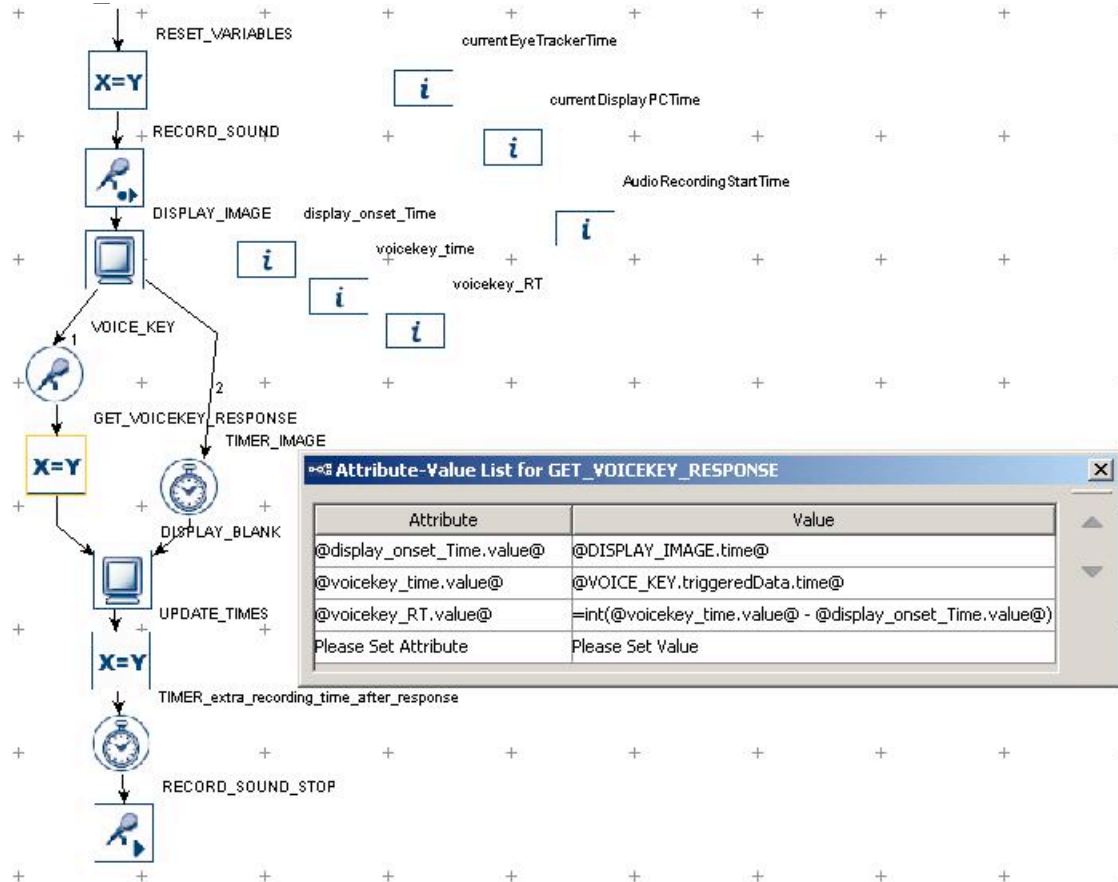 RESET_VARIABLES
currentEyeTrackerTime
X=Y
i
currentDisplayPCTime
RECORD_SOUND
i
AudioRecordingStartTime
DISPLAY_IMAGE
display_onset_Time
i
voicekey_time
i
voicekey_RT
i
i
VOICE_KEY
1
2
GET_VOICEKEY_RESPONSE
TIMER_IMAGE
X=Y
Attribute-Value List for GET_VOICEKEY_RESPONSE
Attribute Value
@display_onset_Time.value@ @DISPLAY_IMAGE.time@
@voicekey_time.value@ @VOICE_KEY.triggeredData.time@
@voicekey_RT.value@ =int(@voicekey_time.value@ - @display_onset_Time.value@)
Please Set Attribute Please Set Value
DISPLAY_BLANK
UPDATE_TIMES
X=Y
TIMER_extra_recording_time_after_response
RECORD_SOUND_STOP